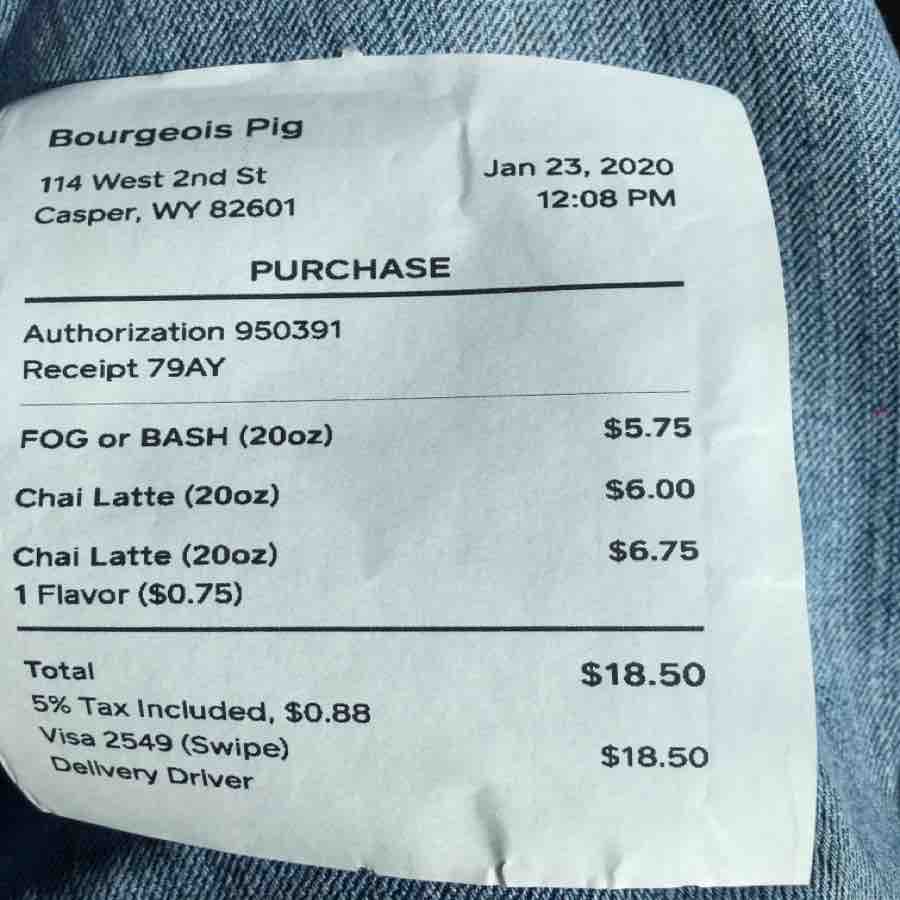 Bourgeois Pig
114 West 2nd St
Casper, WY 82601
Jan 23, 2020
12:08 PM
PURCHASE
Authorization 950391
Receipt 79AY
FOG or BASH (20oz) $5.75
Chai Latte (20oz) $6.00
Chai Latte (20oz) $6.75
1 Flavor ($0.75)
Total $18.50
5% Tax Included, $0.88
Visa 2549 (Swipe) $18.50
Delivery Driver